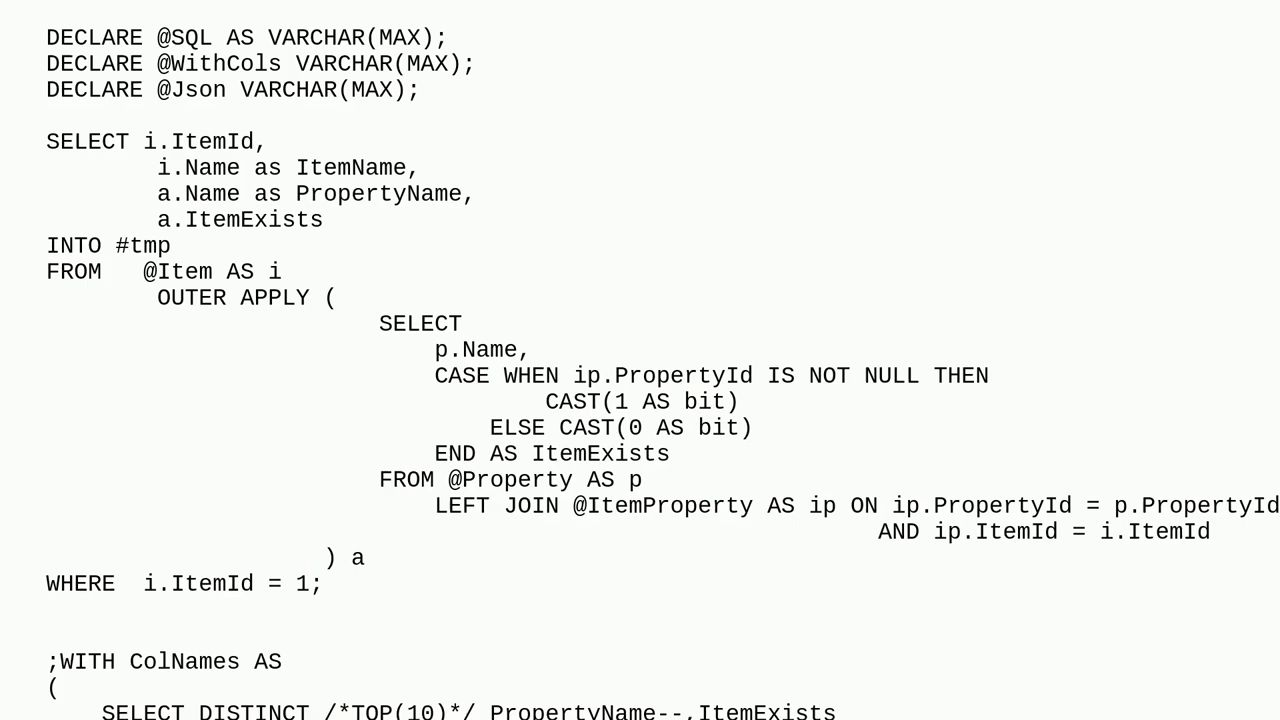 DECLARE @SQL AS VARCHAR(MAX);
DECLARE @WithCols VARCHAR(MAX);
DECLARE @Json VARCHAR(MAX);
SELECT i.ItemId,
i.Name as ItemName,
a.Name as PropertyName,
a.ItemExists
INTO #tmp
FROM @Item AS i
OUTER APPLY (
SELECT
p.Name,
CASE WHEN ip.PropertyId IS NOT NULL THEN
CAST(1 AS bit)
ELSE CAST(0 AS bit)
END AS ItemExists
FROM @Property AS p
LEFT JOIN @ItemProperty AS ip ON ip.PropertyId = p.PropertyId
AND ip.ItemId = i.ItemId
) a
WHERE i.ItemId = 1;
;WITH ColNames AS
(
SELECT DISTINCT /*TOP(10)*/ PropertyName--,ItemExists